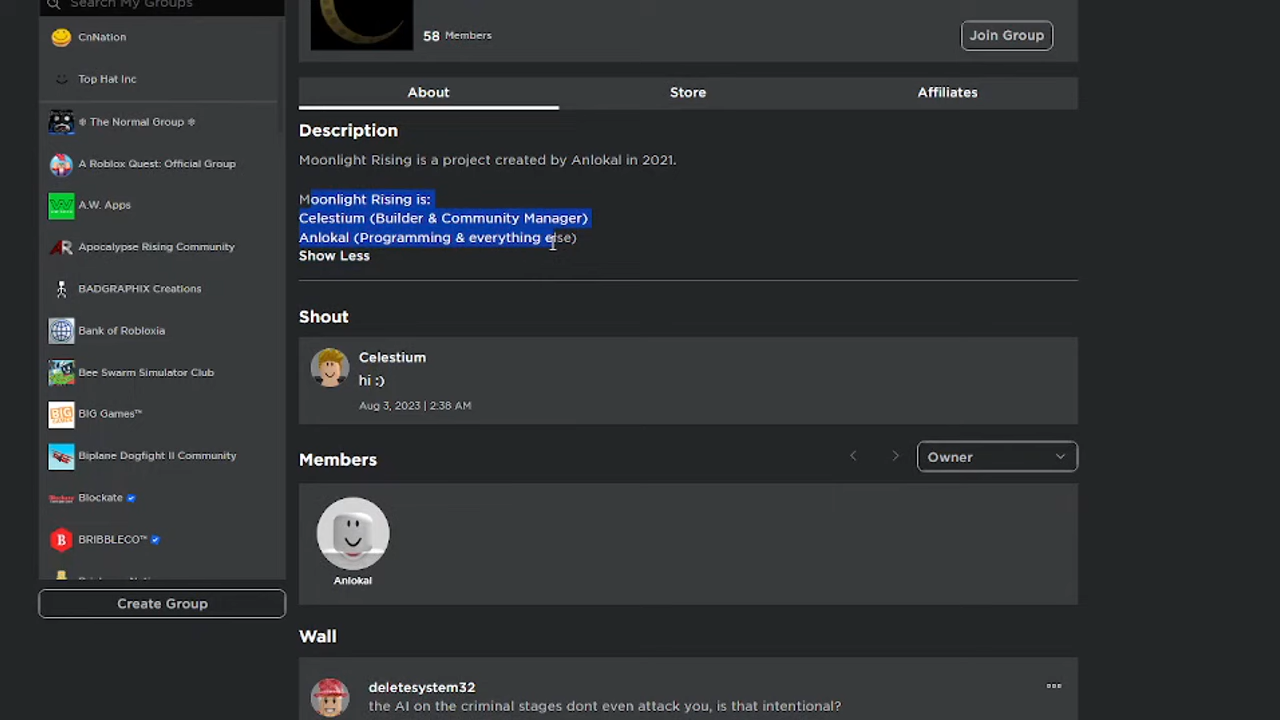 Search My Groups
CnNation
Top Hat Inc
❄ The Normal Group ❄
A Roblox Quest: Official Group
A.W. Apps
Apocalypse Rising Community
BADGRAPHIX Creations
Bank of Robloxia
Bee Swarm Simulator Club
BIG Games™
Biplane Dogfight II Community
Blockate
BRIBBLECO™
Create Group
58 Members
Join Group
About
Store
Affiliates
Description
Moonlight Rising is a project created by Anlokal in 2021.
Moonlight Rising is:
Celestium (Builder & Community Manager)
Anlokal (Programming & everything else)
Show Less
Shout
Celestium
hi :)
Aug 3, 2023 | 2:38 AM
Members
Owner
Anlokal
Wall
deletesystem32
the AI on the criminal stages dont even attack you, is that intentional?